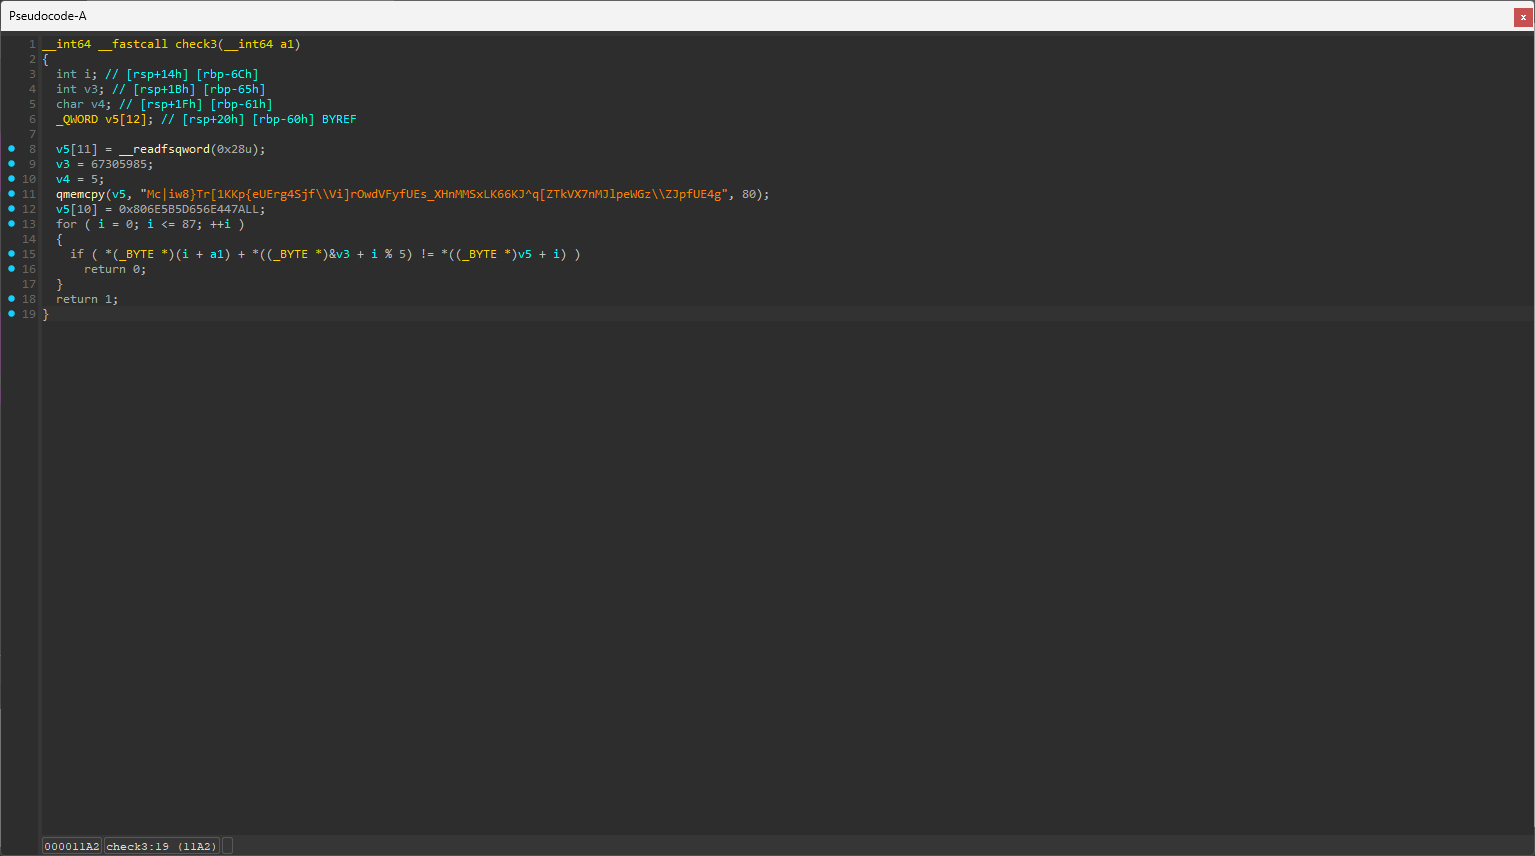 Pseudocode-A
x
1 __int64 __fastcall check3(__int64 a1)
2 {
3   int i; // [rsp+14h] [rbp-6Ch]
4   int v3; // [rsp+1Bh] [rbp-65h]
5   char v4; // [rsp+1Fh] [rbp-61h]
6   _QWORD v5[12]; // [rsp+20h] [rbp-60h] BYREF
7
8   v5[11] = __readfsqword(0x28u);
9   v3 = 67305985;
10   v4 = 5;
11   qmemcpy(v5, "Mc|iw8}Tr[1KKp{eUErg4Sjf\\Vi]rOwdVFyfUEs_XHnMMSxLK66KJ^q[ZTkVX7nMJlpeWGz\\ZJpfUE4g", 80);
12   v5[10] = 0x806E5B5D656E447ALL;
13   for ( i = 0; i <= 87; ++i )
14   {
15     if ( *(_BYTE *)(i + a1) + *((_BYTE *)&v3 + i % 5) != *((_BYTE *)v5 + i) )
16       return 0;
17   }
18   return 1;
19 }
000011A2 check3:19 (11A2)